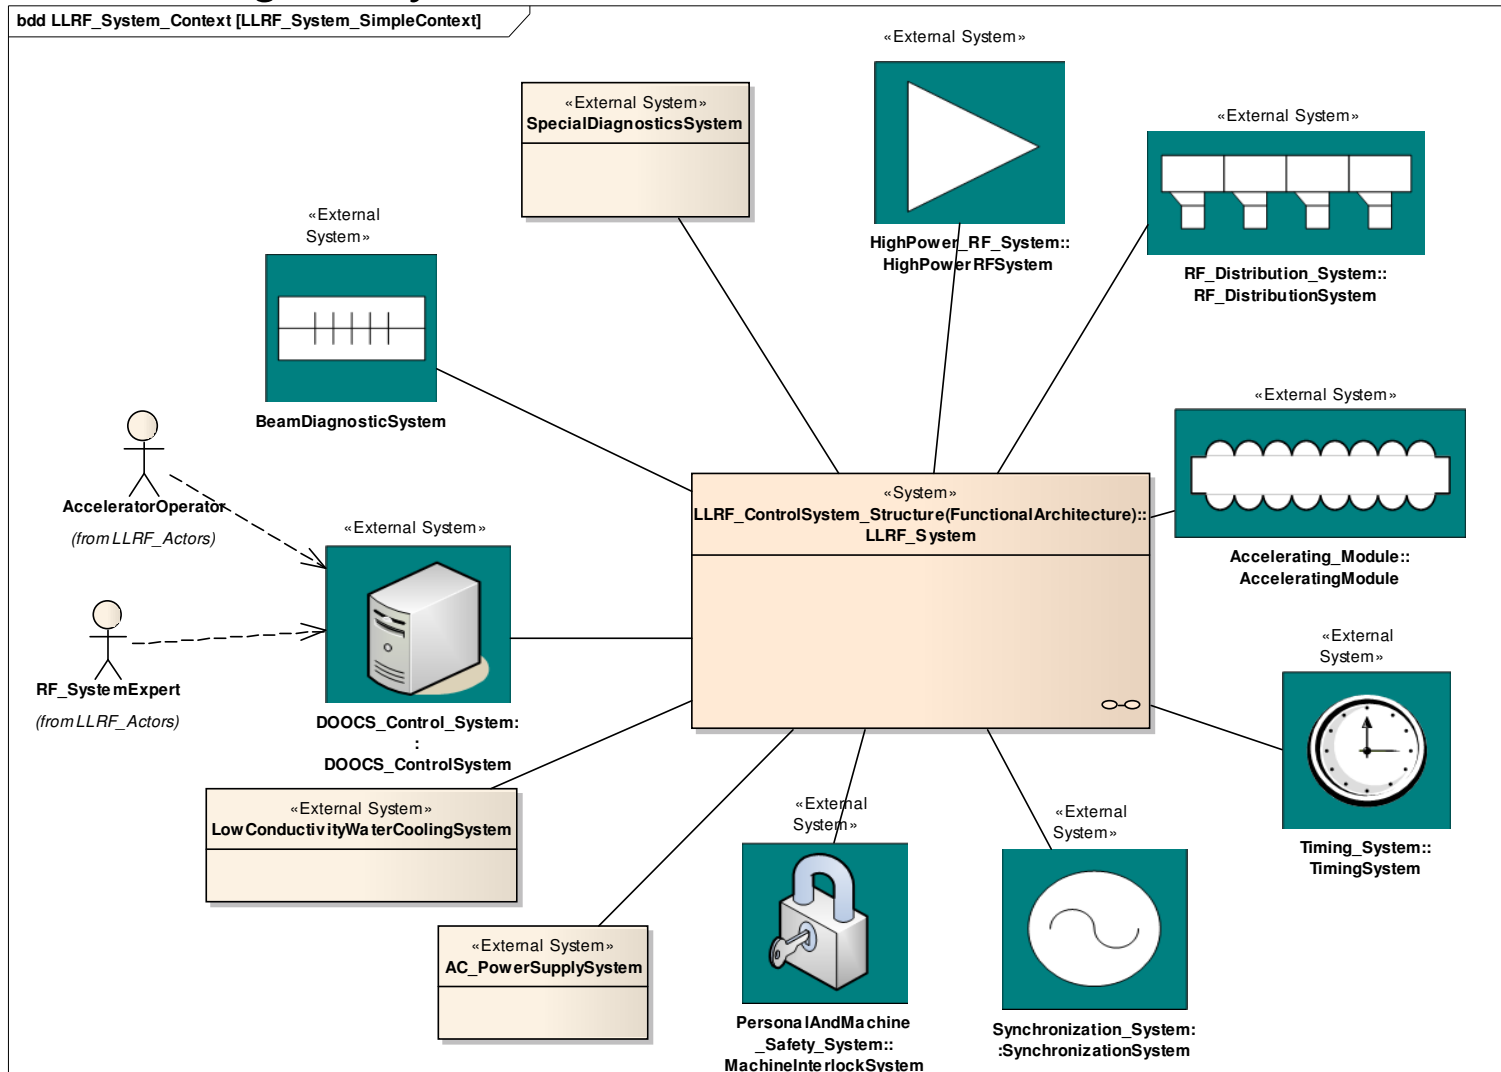 bdd LLRF_System_Context [LLRF_System_SimpleContext]
«External System»
«External System»
SpecialDiagnosticsSystem
«External System»
HighPower_RF_System::
HighPowerRFSystem
RF_Distribution_System::
RF_DistributionSystem
«External
System»
BeamDiagnosticSystem
«External System»
Accelerating_Module::
AcceleratingModule
AcceleratorOperator
(from LLRF_Actors)
«System»
LLRF_ControlSystem_Structure(FunctionalArchitecture)::
LLRF_System
«External System»
DOOCS_Control_System:
:
DOOCS_ControlSystem
RF_SystemExpert
(from LLRF_Actors)
«External
System»
Timing_System::
TimingSystem
«External System»
LowConductivityWaterCoolingSystem
«External System»
AC_PowerSupplySystem
«External
System»
PersonalAndMachine
_Safety_System::
MachineInterlockSystem
«External
System»
Synchronization_System:
:SynchronizationSystem